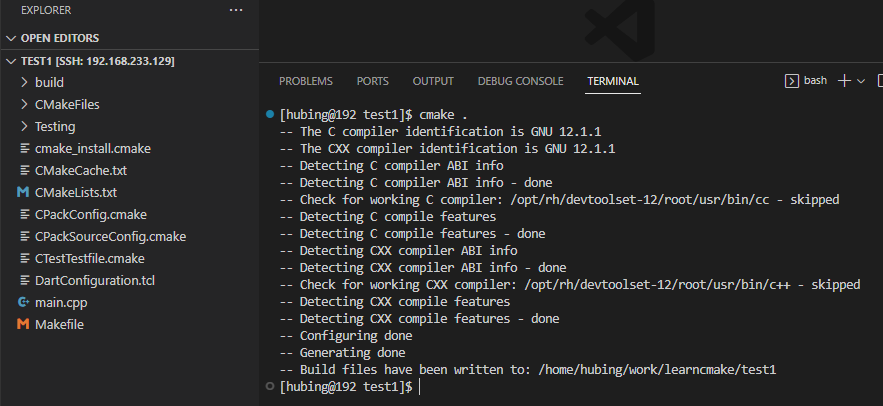 EXPLORER
OPEN EDITORS
TEST1 [SSH: 192.168.233.129]
build
CMakeFiles
Testing
cmake_install.cmake
CMakeCache.txt
CMakeLists.txt
CPackConfig.cmake
CPackSourceConfig.cmake
CTestTestfile.cmake
DartConfiguration.tcl
main.cpp
Makefile
PROBLEMS PORTS OUTPUT DEBUG CONSOLE TERMINAL bash
[hubing@192 test1]$ cmake .
-- The C compiler identification is GNU 12.1.1
-- The CXX compiler identification is GNU 12.1.1
-- Detecting C compiler ABI info
-- Detecting C compiler ABI info - done
-- Check for working C compiler: /opt/rh/devtoolset-12/root/usr/bin/cc - skipped
-- Detecting C compile features
-- Detecting C compile features - done
-- Detecting CXX compiler ABI info
-- Detecting CXX compiler ABI info - done
-- Check for working CXX compiler: /opt/rh/devtoolset-12/root/usr/bin/c++ - skipped
-- Detecting CXX compile features
-- Detecting CXX compile features - done
-- Configuring done
-- Generating done
-- Build files have been written to: /home/hubing/work/learncmake/test1
[hubing@192 test1]$